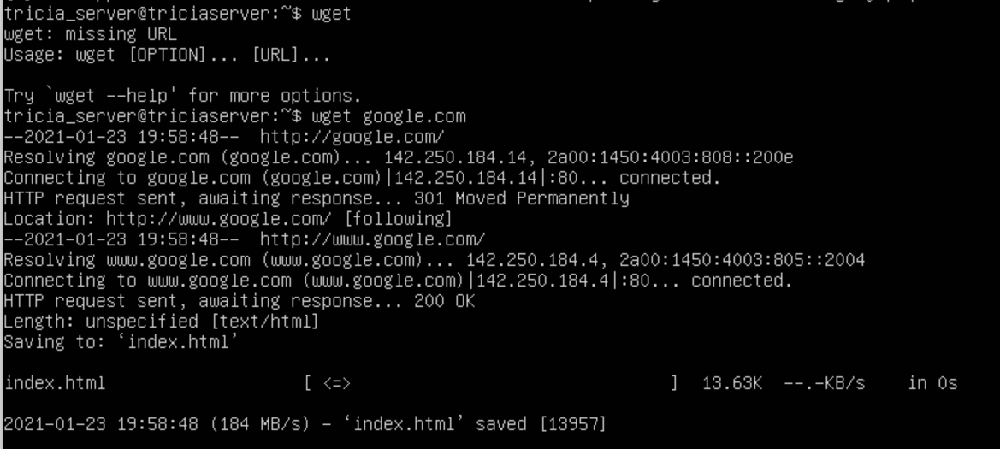 tricia_server@triciaserver:~$ wget
wget: missing URL
Usage: wget [OPTION]... [URL]...
Try `wget --help' for more options.
tricia_server@triciaserver:~$ wget google.com
--2021-01-23 19:58:48--  http://google.com/
Resolving google.com (google.com)... 142.250.184.14, 2a00:1450:4003:808::200e
Connecting to google.com (google.com)|142.250.184.14|:80... connected.
HTTP request sent, awaiting response... 301 Moved Permanently
Location: http://www.google.com/ [following]
--2021-01-23 19:58:48--  http://www.google.com/
Resolving www.google.com (www.google.com)... 142.250.184.4, 2a00:1450:4003:805::2004
Connecting to www.google.com (www.google.com)|142.250.184.4|:80... connected.
HTTP request sent, awaiting response... 200 OK
Length: unspecified [text/html]
Saving to: ‘index.html’
index.html [ <=> ] 13.63K --.-KB/s in 0s
2021-01-23 19:58:48 (184 MB/s) - ‘index.html’ saved [13957]